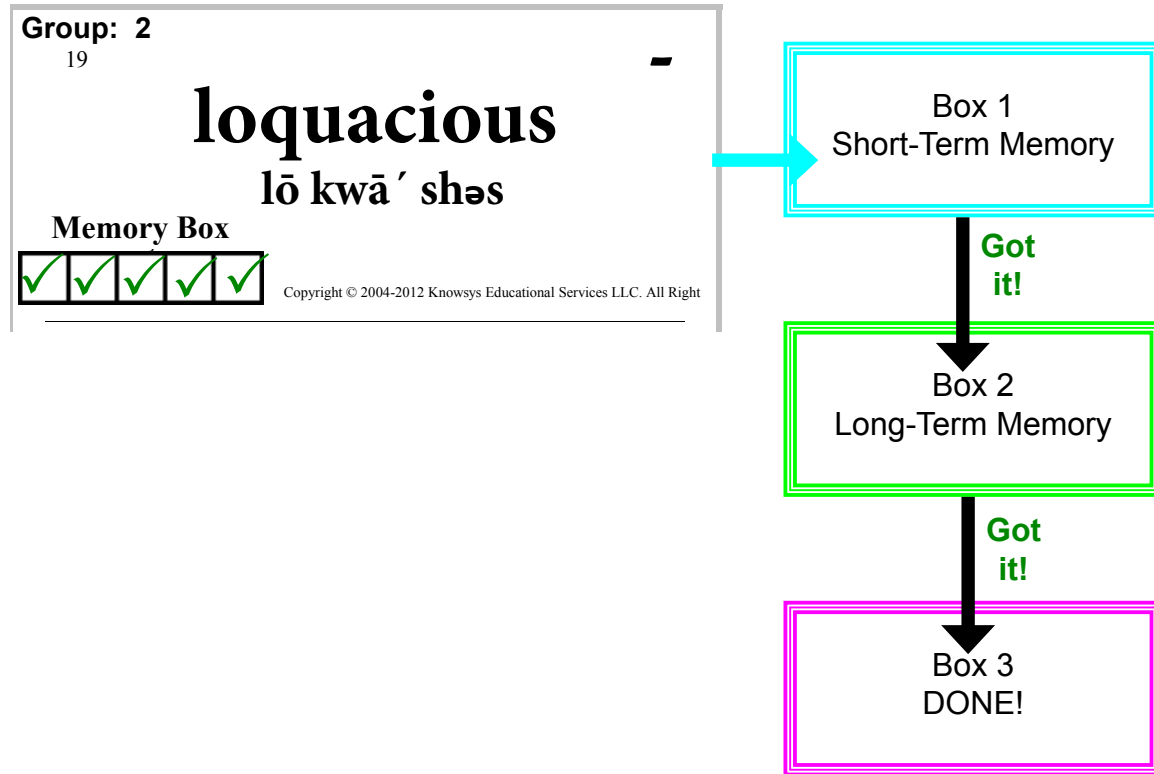 Group: 2
19
-
loquacious
lō kwā´ shəs
Memory Box
Copyright © 2004-2012 Knowsys Educational Services LLC. All Right
Box 1
Short-Term Memory
Got
it!
Box 2
Long-Term Memory
Got
it!
Box 3
DONE!